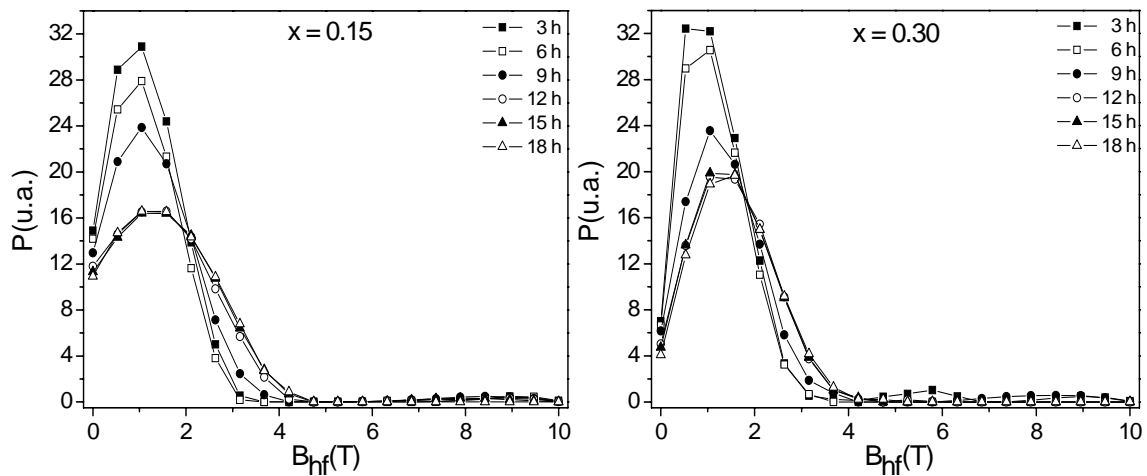 x = 0.15
3 h
6 h
9 h
12 h
15 h
18 h
32
28
24
20
16
12
8
4
0
P(u.a.)
0 2 4 6 8 10
B_hf(T)
x = 0.30
3 h
6 h
9 h
12 h
15 h
18 h
32
28
24
20
16
12
8
4
0
P(u.a.)
0 2 4 6 8 10
B_hf(T)